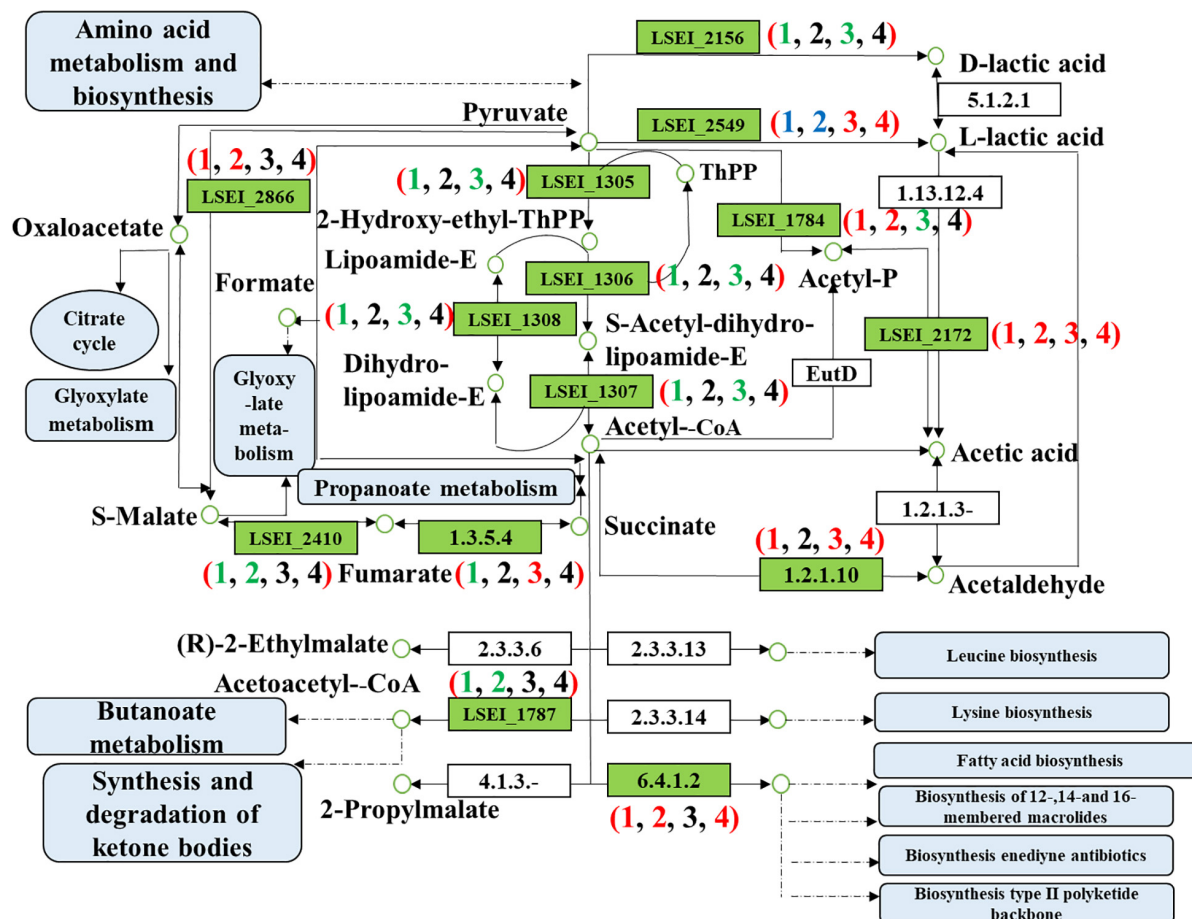 Amino acid
metabolism and
biosynthesis
LSEI_2156
(1, 2, 3, 4)
D-lactic acid
5.1.2.1
Pyruvate
LSEI_2549
(1, 2, 3, 4)
L-lactic acid
(1, 2, 3, 4)
LSEI_2866
(1, 2, 3, 4)
LSEI_1305
ThPP
1.13.12.4
Oxaloacetate
2-Hydroxy-ethyl-ThPP
LSEI_1784
(1, 2, 3, 4)
Lipoamide-E
LSEI_1306
(1, 2, 3, 4)
Acetyl-P
Formate
(1, 2, 3, 4)
LSEI_1308
S-Acetyl-dihydro-
lipoamide-E
LSEI_2172
(1, 2, 3, 4)
Citrate
cycle
Glyoxylate metabolism
Glyoxy
-late
meta-
bolism
Dihydro-
lipoamide-E
LSEI_1307
(1, 2, 3, 4)
EutD
Acetyl--CoA
Acetic acid
Propanoate metabolism
S-Malate
LSEI_2410
1.3.5.4
Succinate
1.2.1.3-
(1, 2, 3, 4)
Fumarate
(1, 2, 3, 4)
(1, 2, 3, 4)
1.2.1.10
Acetaldehyde
(R)-2-Ethylmalate
2.3.3.6
2.3.3.13
Leucine biosynthesis
Acetoacetyl--CoA
(1, 2, 3, 4)
Butanoate
metabolism
LSEI_1787
2.3.3.14
Lysine biosynthesis
Synthesis and
degradation of
ketone bodies
2-Propylmalate
4.1.3.-
6.4.1.2
(1, 2, 3, 4)
Fatty acid biosynthesis
Biosynthesis of 12-,14-and 16-
membered macrolides
Biosynthesis enediyne antibiotics
Biosynthesis type II polyketide
backbone